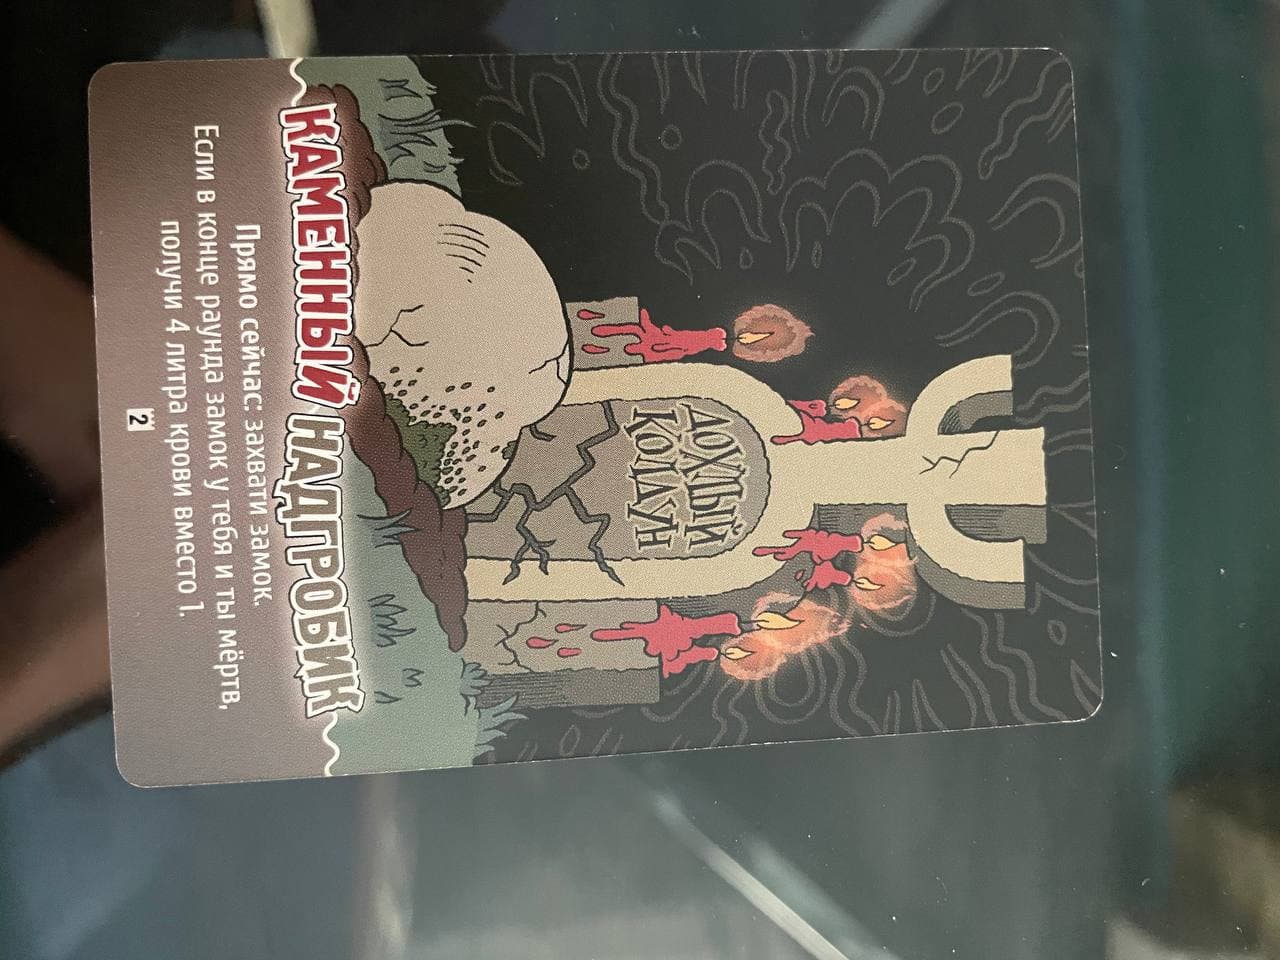 ДОХЛЫЙ
КОЛДУН
КАМЕННЫЙ НАДГРОБИК
Прямо сейчас: захвати замок.
Если в конце раунда замок у тебя и ты мёртв,
получи 4 литра крови вместо 1.
2